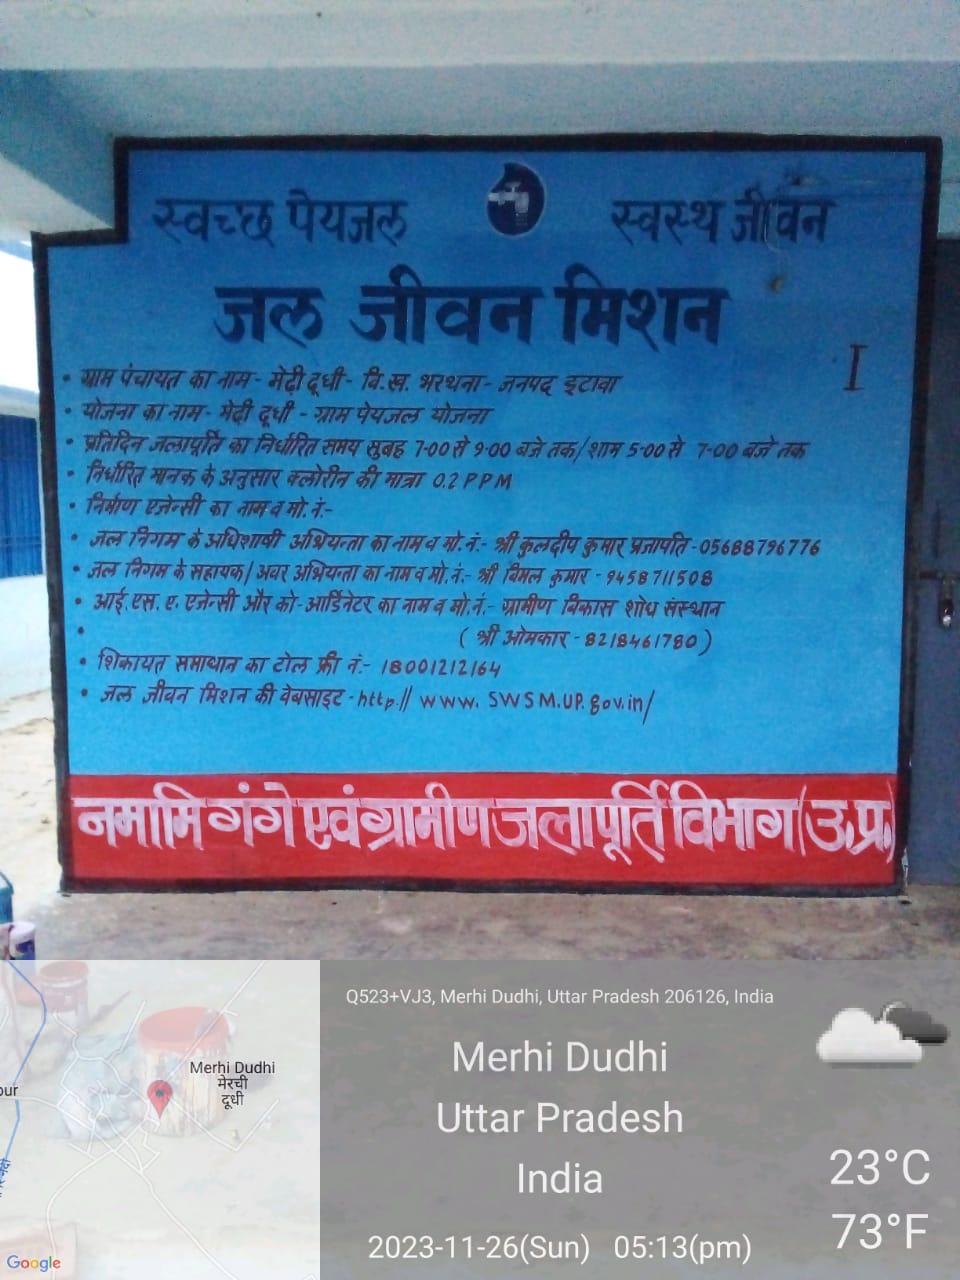 स्वच्छ पेयजल स्वस्थ जीवन
जल जीवन मिशन
I
• ग्राम पंचायत का नाम - मेढ़ी दूधी - वि.ख. भरथना - जनपद इटावा
• योजना का नाम - मेढ़ी दूधी - ग्राम पेयजल योजना
• प्रतिदिन जलापूर्ति का निर्धारित समय सुबह 7-00 से 9-00 बजे तक/शाम 5-00 से 7-00 बजे तक
• निर्धारित मानक के अनुसार क्लोरीन की मात्रा 0.2 PPM
• निर्माण एजेन्सी का नाम व मो. नं.-
• जल निगम के अधिशाषी अभियन्ता का नाम व मो. नं.- श्री कुलदीप कुमार प्रजापति - 05688796776
• जल निगम के सहायक/अवर अभियन्ता का नाम व मो. नं.- श्री विमल कुमार - 9458711508
• आई. एस. ए. एजेन्सी और को-आर्डिनेटर का नाम व मो. नं.- ग्रामीण विकास शोध संस्थान
• (श्री ओमकार - 8218461780)
• शिकायत समाधान का टोल फ्री नं.- 18001212164
• जल जीवन मिशन की वेबसाइट - http.// www. SWSM.UP.gov.in/
नमामि गंगे एवं ग्रामीण जलापूर्ति विभाग (उ.प्र.)
Q523+VJ3, Merhi Dudhi, Uttar Pradesh 206126, India
Merhi Dudhi
Uttar Pradesh
India
2023-11-26(Sun) 05:13(pm)
23°C
73°F
Merhi Dudhi
मेरची
दूधी
our
Google